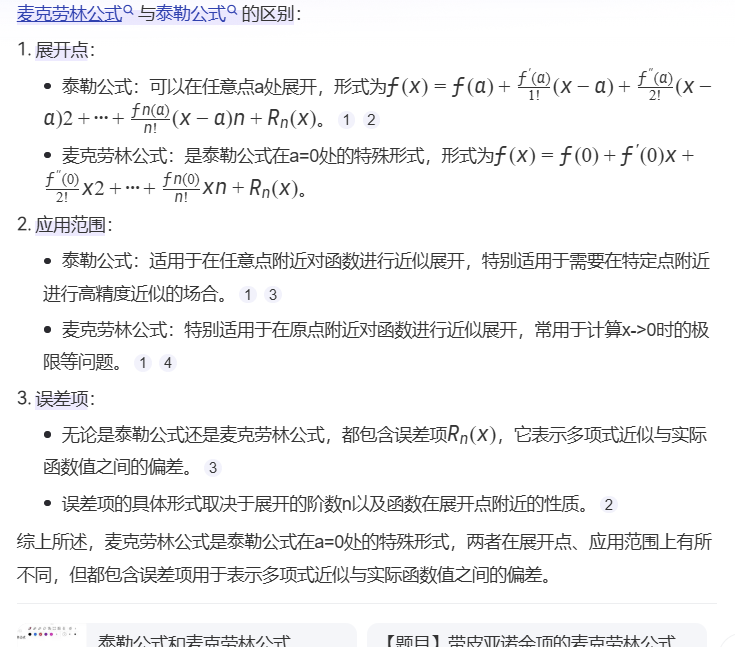 麦克劳林公式 与泰勒公式 的区别:
1. 展开点:
• 泰勒公式: 可以在任意点a处展开，形式为f(x) = f(a) + f′(a)/1!(x − a) + f″(a)/2!(x −
a)2 + ··· + fn(a)/n!(x − a)n + Rn(x)。 1 2
• 麦克劳林公式: 是泰勒公式在a=0处的特殊形式，形式为f(x) = f(0) + f′(0)x +
f″(0)/2! x2 + ··· + fn(0)/n! xn + Rn(x)。
2. 应用范围:
• 泰勒公式: 适用于在任意点附近对函数进行近似展开，特别适用于需要在特定点附近
进行高精度近似的场合。 1 3
• 麦克劳林公式: 特别适用于在原点附近对函数进行近似展开，常用于计算x->0时的极
限等问题。 1 4
3. 误差项:
• 无论是泰勒公式还是麦克劳林公式，都包含误差项Rn(x)，它表示多项式近似与实际
函数值之间的偏差。 3
• 误差项的具体形式取决于展开的阶数n以及函数在展开点附近的性质。 2
综上所述，麦克劳林公式是泰勒公式在a=0处的特殊形式，两者在展开点、应用范围上有所
不同，但都包含误差项用于表示多项式近似与实际函数值之间的偏差。
泰勒公式和麦克劳林公式 【题目】带皮亚诺余项的麦克劳林公式